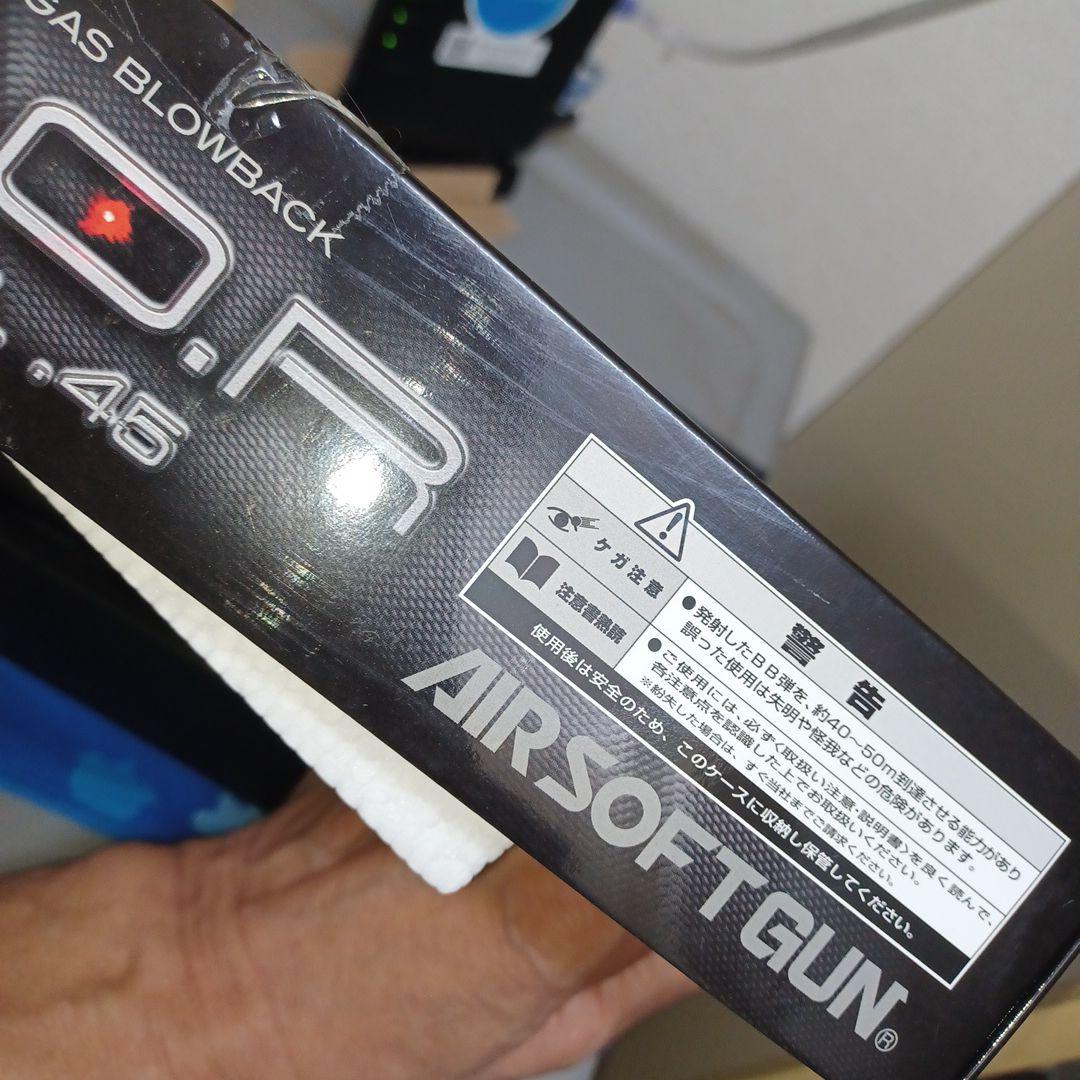 GAS BLOWBACK
O.R
.45
警告
ケガ注意
注意書熟読
●発射したBB弾を、約40~50m到達させる能力があり
誤った使用は失明や怪我などの危険があります。
●ご使用には、必ず〈取扱い注意・説明書〉を良く読んで、
各注意点を認識した上でお取扱いください。
※紛失した場合は、すぐ当社までご請求ください。
使用後は安全のため、このケースに収納し保管してください。
AIRSOFTGUN®